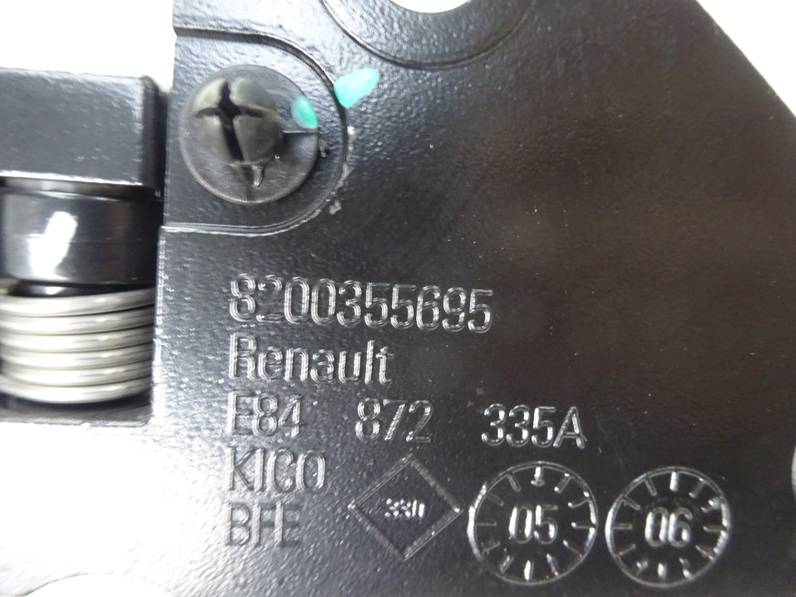 8200355695
Renault
E84 872 335A
KICO
BFE 330 05 06